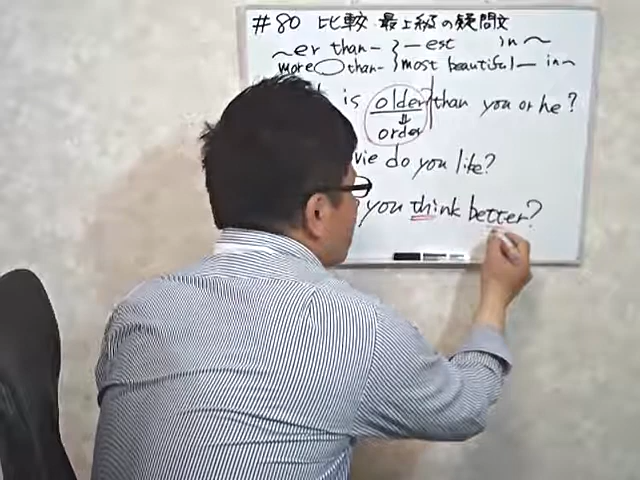 #80 比較 最上級の疑問文
～er than― } ―est in～
more○than― } most beautiful― in～
is older than you or he?
⇓
order
vie do you like?
you think better?